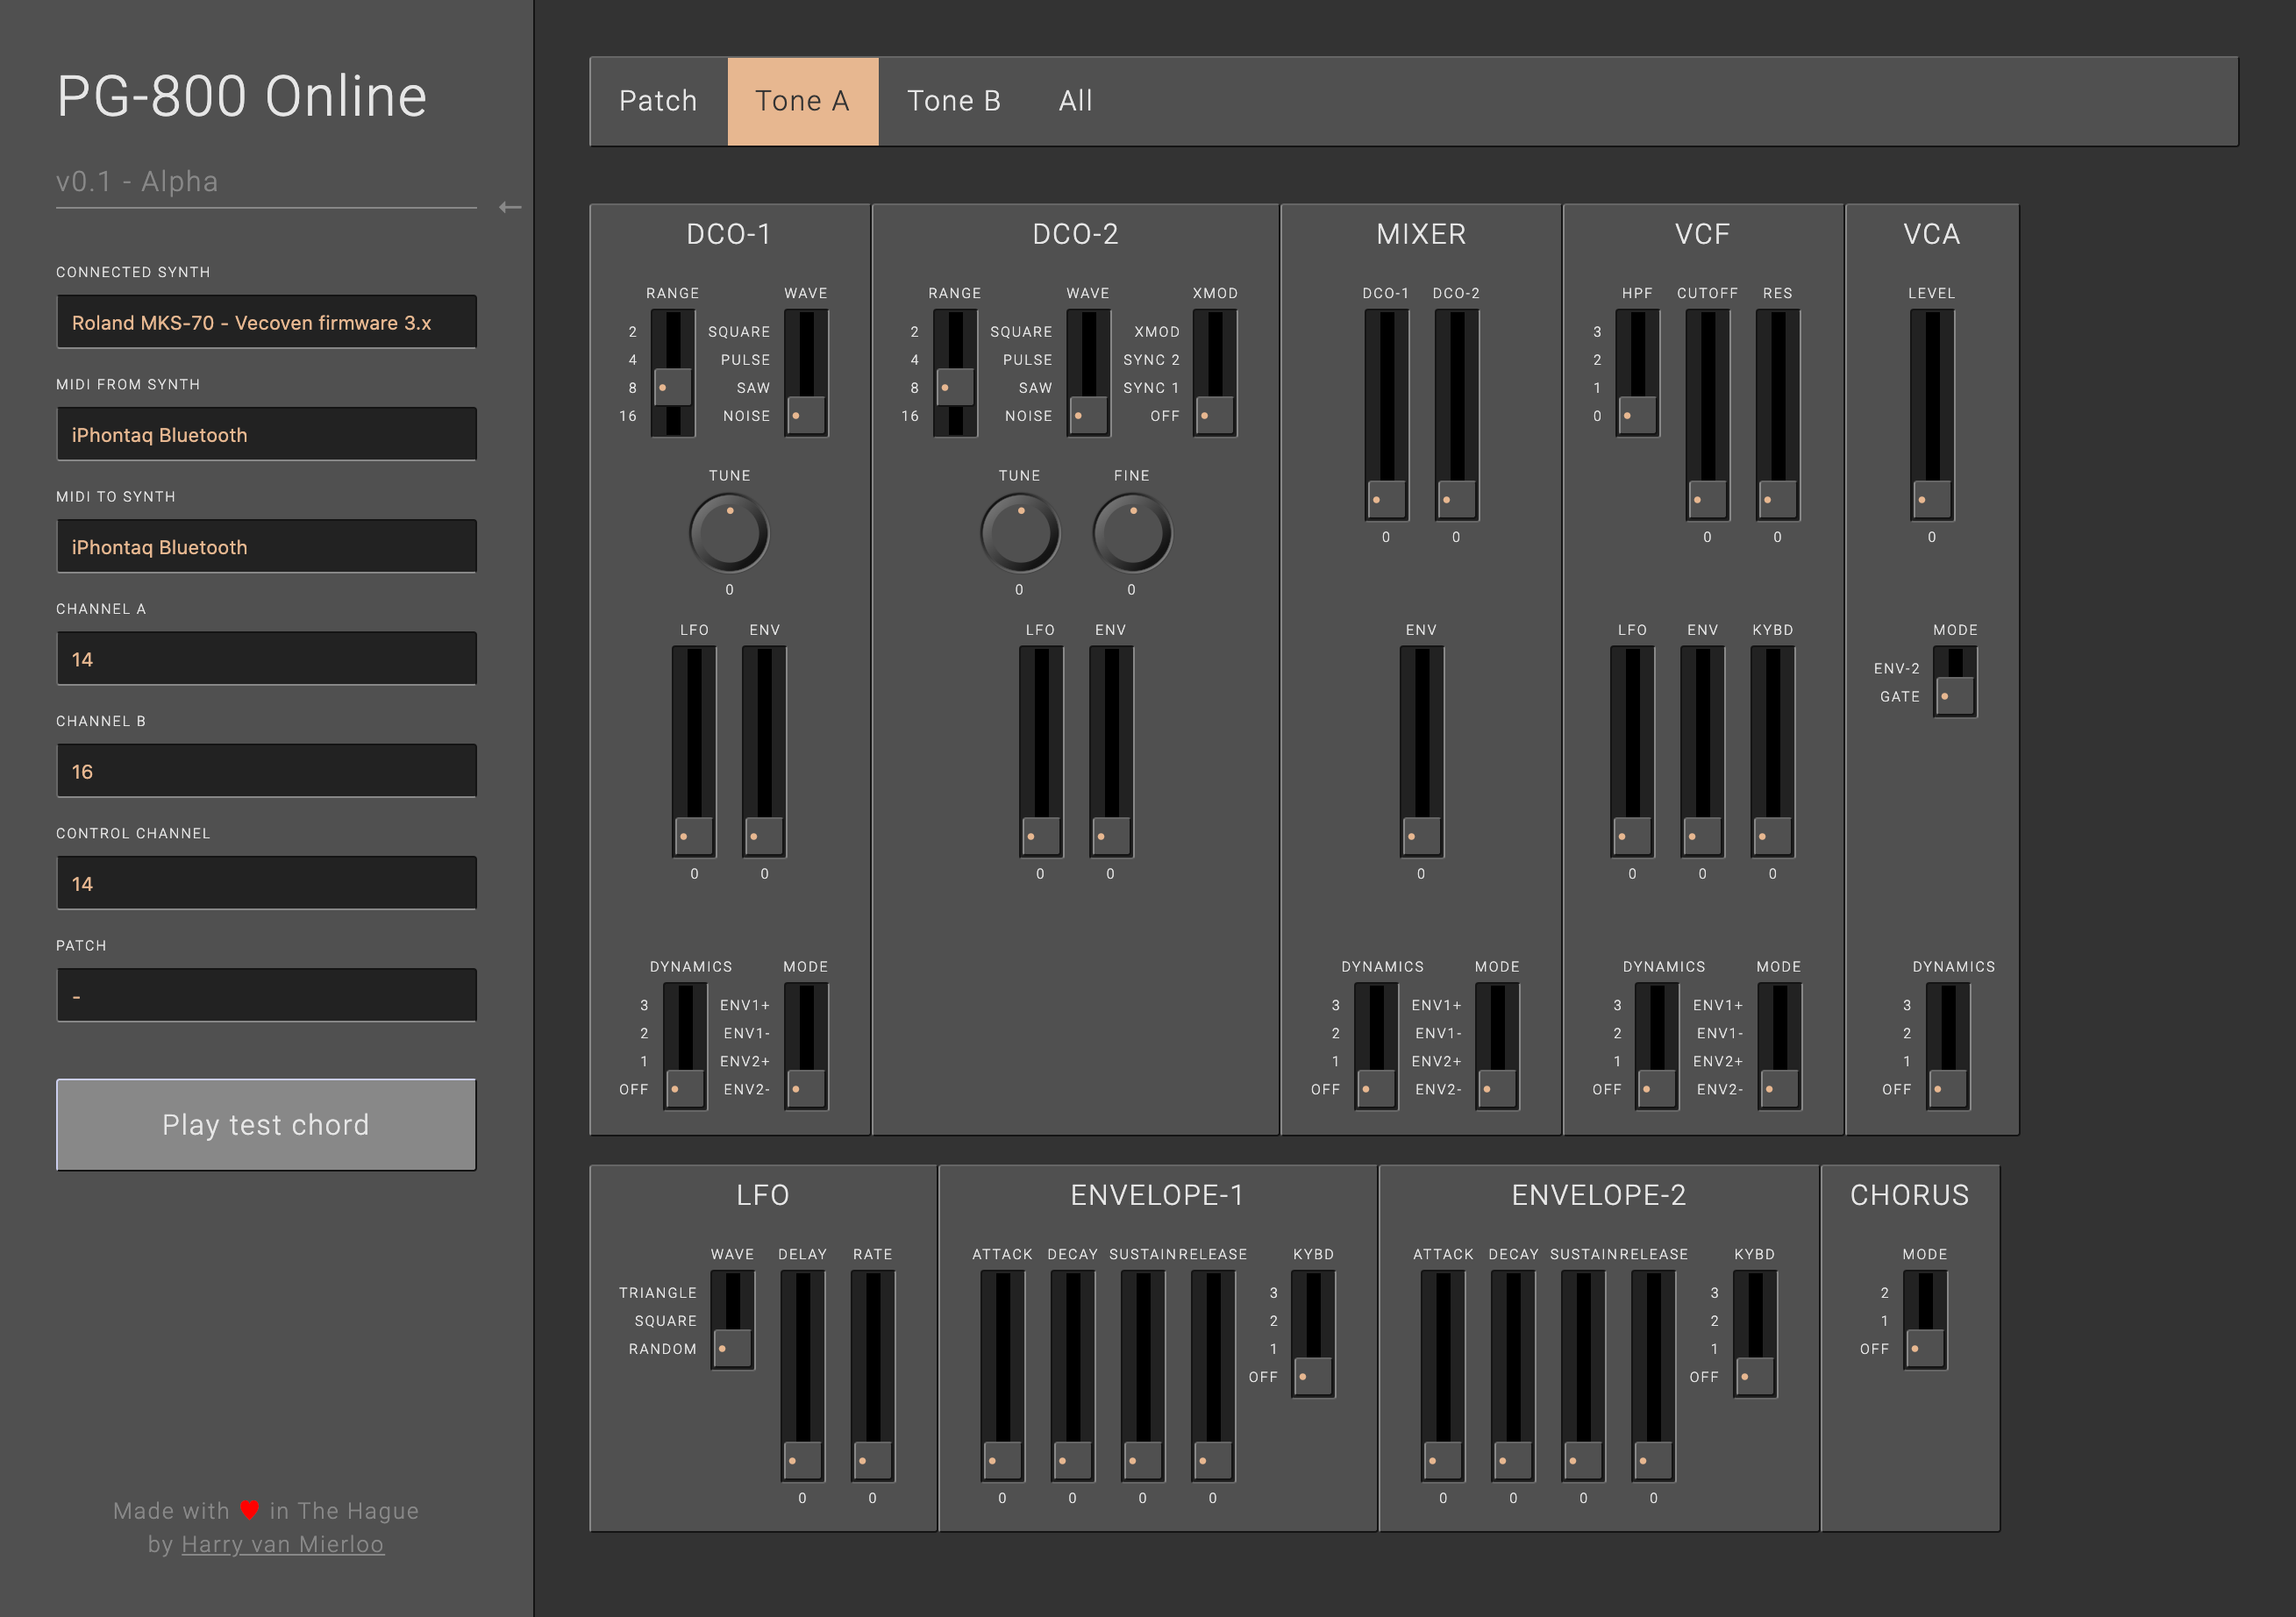 PG-800 Online
v0.1 - Alpha
CONNECTED SYNTH
Roland MKS-70 - Vecoven firmware 3.x
MIDI FROM SYNTH
iPhontaq Bluetooth
MIDI TO SYNTH
iPhontaq Bluetooth
CHANNEL A
14
CHANNEL B
16
CONTROL CHANNEL
14
PATCH
-
Play test chord
Made with ♥ in The Hague
by Harry van Mierloo
Patch Tone A Tone B All
DCO-1
RANGE WAVE
2 SQUARE
4 PULSE
8 SAW
16 NOISE
TUNE
0
LFO ENV
0 0
DYNAMICS MODE
3 ENV1+
2 ENV1-
1 ENV2+
OFF ENV2-
DCO-2
RANGE WAVE XMOD
2 SQUARE XMOD
4 PULSE SYNC 2
8 SAW SYNC 1
16 NOISE OFF
TUNE FINE
0 0
LFO ENV
0 0
MIXER
DCO-1 DCO-2
0 0
ENV
0
DYNAMICS MODE
3 ENV1+
2 ENV1-
1 ENV2+
OFF ENV2-
VCF
HPF CUTOFF RES
3
2
1
0
0 0
LFO ENV KYBD
0 0 0
DYNAMICS MODE
3 ENV1+
2 ENV1-
1 ENV2+
OFF ENV2-
VCA
LEVEL
0
MODE
ENV-2
GATE
DYNAMICS
3
2
1
OFF
LFO
WAVE DELAY RATE
TRIANGLE
SQUARE
RANDOM
0 0
ENVELOPE-1
ATTACK DECAY SUSTAIN RELEASE KYBD
3
2
1
OFF
0 0 0 0
ENVELOPE-2
ATTACK DECAY SUSTAIN RELEASE KYBD
3
2
1
OFF
0 0 0 0
CHORUS
MODE
2
1
OFF